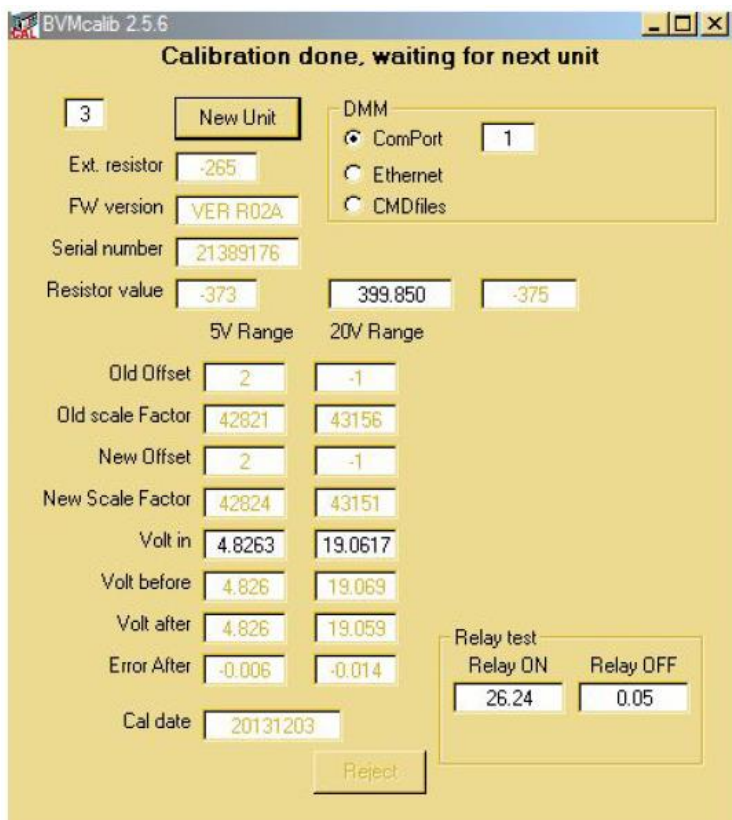 BVMcalib 2.5.6
Calibration done, waiting for next unit
3 New Unit
DMM
ComPort 1
Ethernet
CMDfiles
Ext. resistor -265
FW version VER R02A
Serial number 21389176
Resistor value -373 399.850 -375
5V Range 20V Range
Old Offset 2 -1
Old scale Factor 42821 43156
New Offset 2 -1
New Scale Factor 42824 43151
Volt in 4.8263 19.0617
Volt before 4.826 19.069
Volt after 4.826 19.059
Error After -0.006 -0.014
Cal date 20131203
Relay test
Relay ON Relay OFF
26.24 0.05
Reject